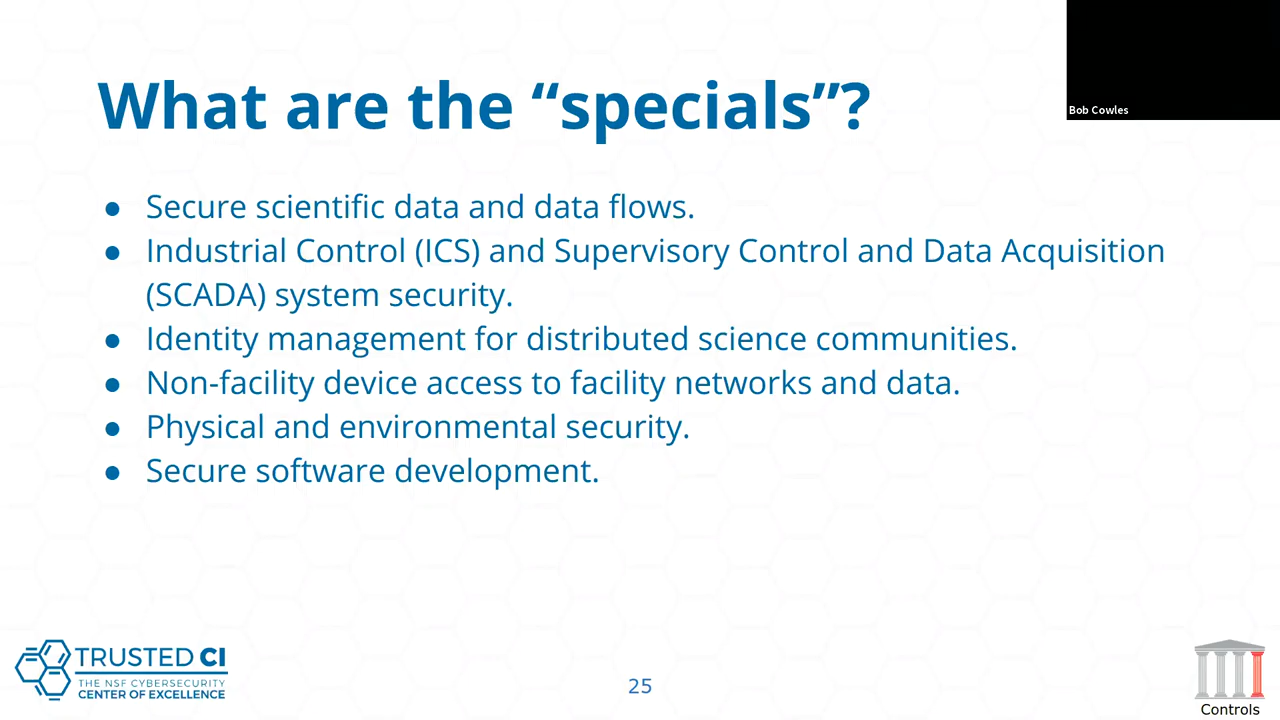 What are the “specials”?
Bob Cowles
● Secure scientific data and data flows.
● Industrial Control (ICS) and Supervisory Control and Data Acquisition
(SCADA) system security.
● Identity management for distributed science communities.
● Non-facility device access to facility networks and data.
● Physical and environmental security.
● Secure software development.
TRUSTED CI
THE NSF CYBERSECURITY
CENTER OF EXCELLENCE
25
Controls